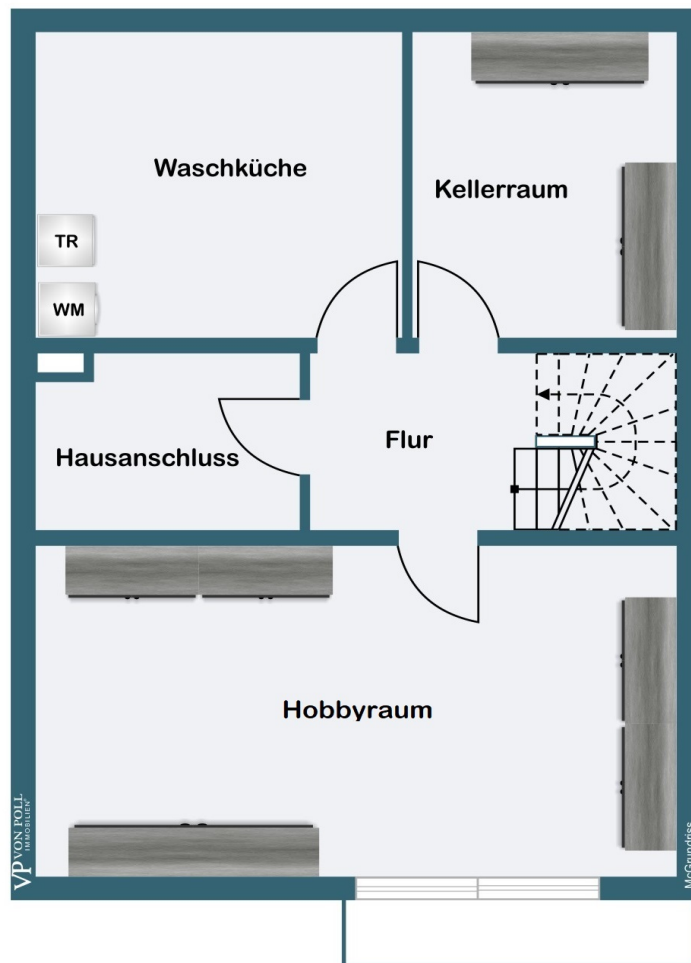 Waschküche
Kellerraum
TR
WM
Flur
Hausanschluss
Hobbyraum
VP VON POLL
IMMOBILIEN®
McGrundriss